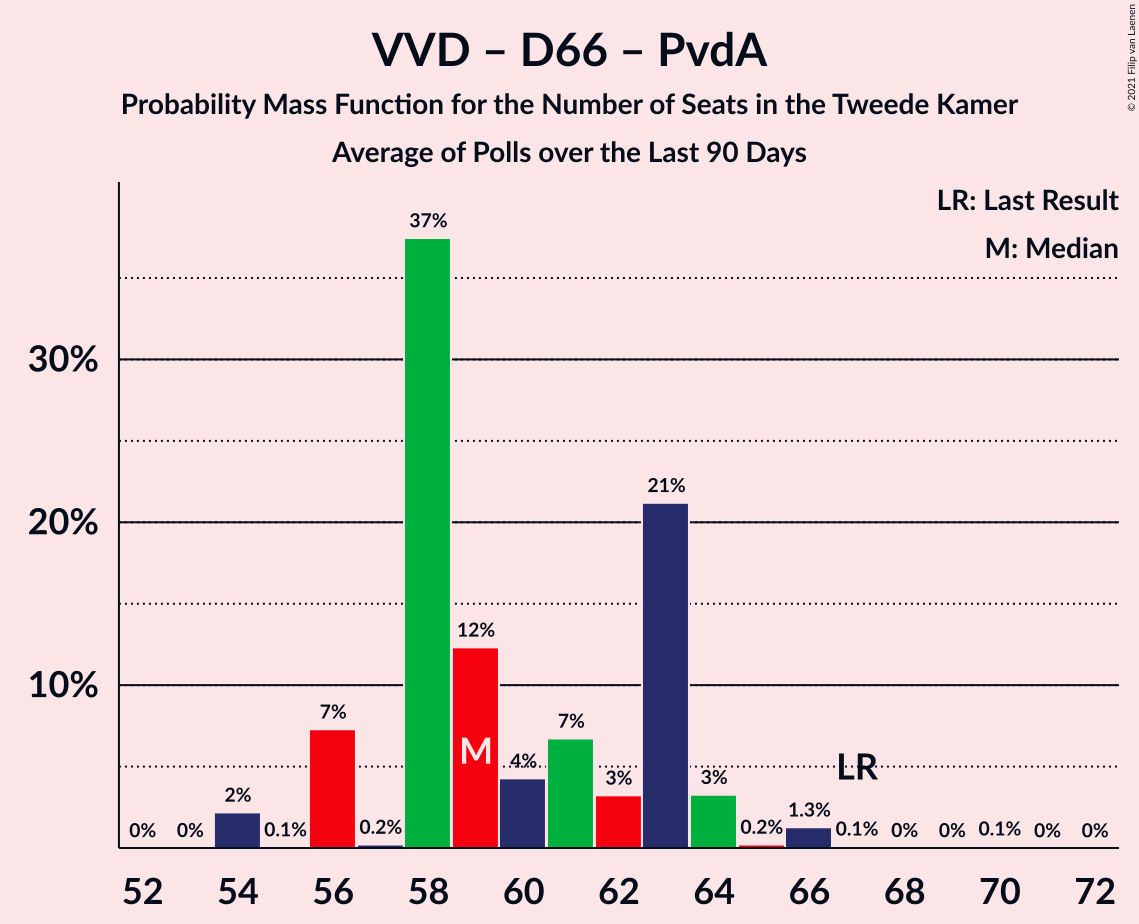 VVD – D66 – PvdA
Probability Mass Function for the Number of Seats in the Tweede Kamer
Average of Polls over the Last 90 Days
© 2021 Filip van Laenen
LR: Last Result
M: Median
37%
30%
21%
20%
12%
10%
7%
7%
M
4%
LR
2%
3%
3%
1.3%
0%
0%
0.1%
0.2%
0.2%
0.1%
0%
0%
0.1%
0%
0%
52 54 56 58 60 62 64 66 68 70 72